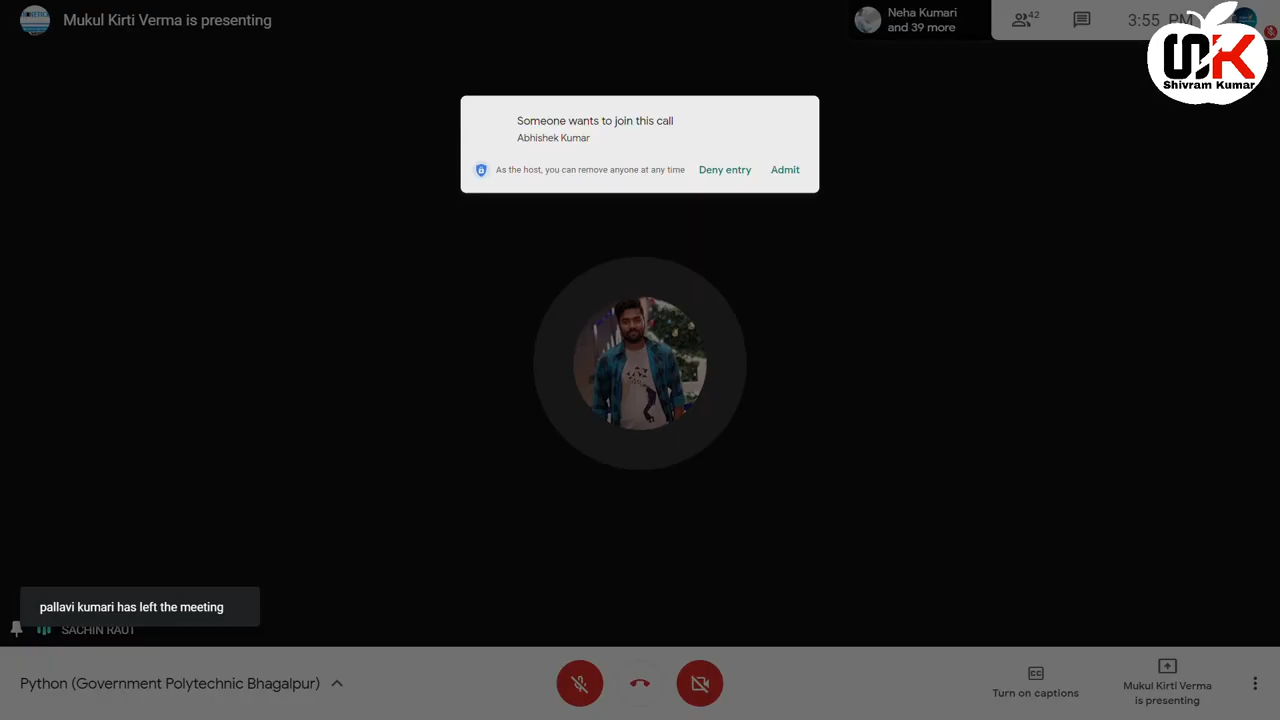 Mukul Kirti Verma is presenting
Neha Kumari
and 39 more
42
3:55 PM
SK
Shivram Kumar
Someone wants to join this call
Abhishek Kumar
As the host, you can remove anyone at any time
Deny entry
Admit
pallavi kumari has left the meeting
SACHIN RAUT
Python (Government Polytechnic Bhagalpur)
Turn on captions
Mukul Kirti Verma
is presenting